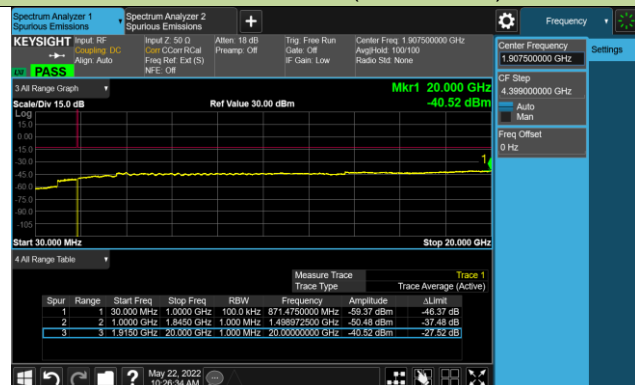 Spectrum Analyzer 1
Spurious Emissions
Spectrum Analyzer 2
Spurious Emissions
Frequency
KEYSIGHT Input: RF
Coupling: DC
Align: Auto
Input Z: 50 Ω
Corr CCorr RCal
Freq Ref: Ext (S)
NFE: Off
Atten: 18 dB
Preamp: Off
Trig: Free Run
Gate: Off
IF Gain: Low
Center Freq: 1.907500000 GHz
Avg|Hold: 100/100
Radio Std: None
PASS
Center Frequency
1.907500000 GHz
Settings
CF Step
4.399000000 GHz
Auto
Man
Freq Offset
0 Hz
3 All Range Graph
Mkr1 20.000 GHz
-40.52 dBm
Scale/Div 15.0 dB
Ref Value 30.00 dBm
Log
15.0
0.00
-15.0
-30.0
-45.0
-60.0
-75.0
-90.0
-105
1
Start 30.000 MHz
Stop 20.000 GHz
4 All Range Table
Measure Trace Trace 1
Trace Type Trace Average (Active)
Spur Range Start Freq Stop Freq RBW Frequency Amplitude ΔLimit
1 1 30.000 MHz 1.0000 GHz 100.0 kHz 871.4750000 MHz -59.37 dBm -46.37 dB
2 2 1.0000 GHz 1.8450 GHz 1.000 MHz 1.498972500 GHz -50.48 dBm -37.48 dB
3 3 1.9150 GHz 20.000 GHz 1.000 MHz 20.00000000 GHz -40.52 dBm -27.52 dB
May 22, 2022
10:26:34 AM